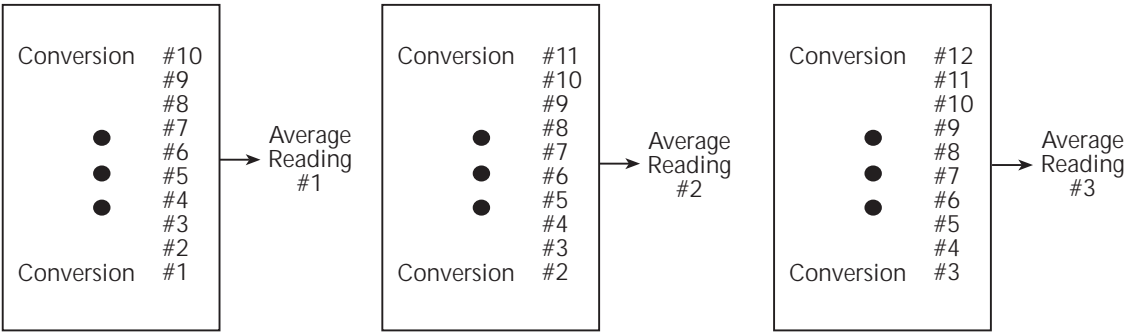 Conversion #10
#9
#8
#7
#6
#5
#4
#3
#2
Conversion #1
Average
Reading
#1
Conversion #11
#10
#9
#8
#7
#6
#5
#4
#3
Conversion #2
Average
Reading
#2
Conversion #12
#11
#10
#9
#8
#7
#6
#5
#4
Conversion #3
Average
Reading
#3